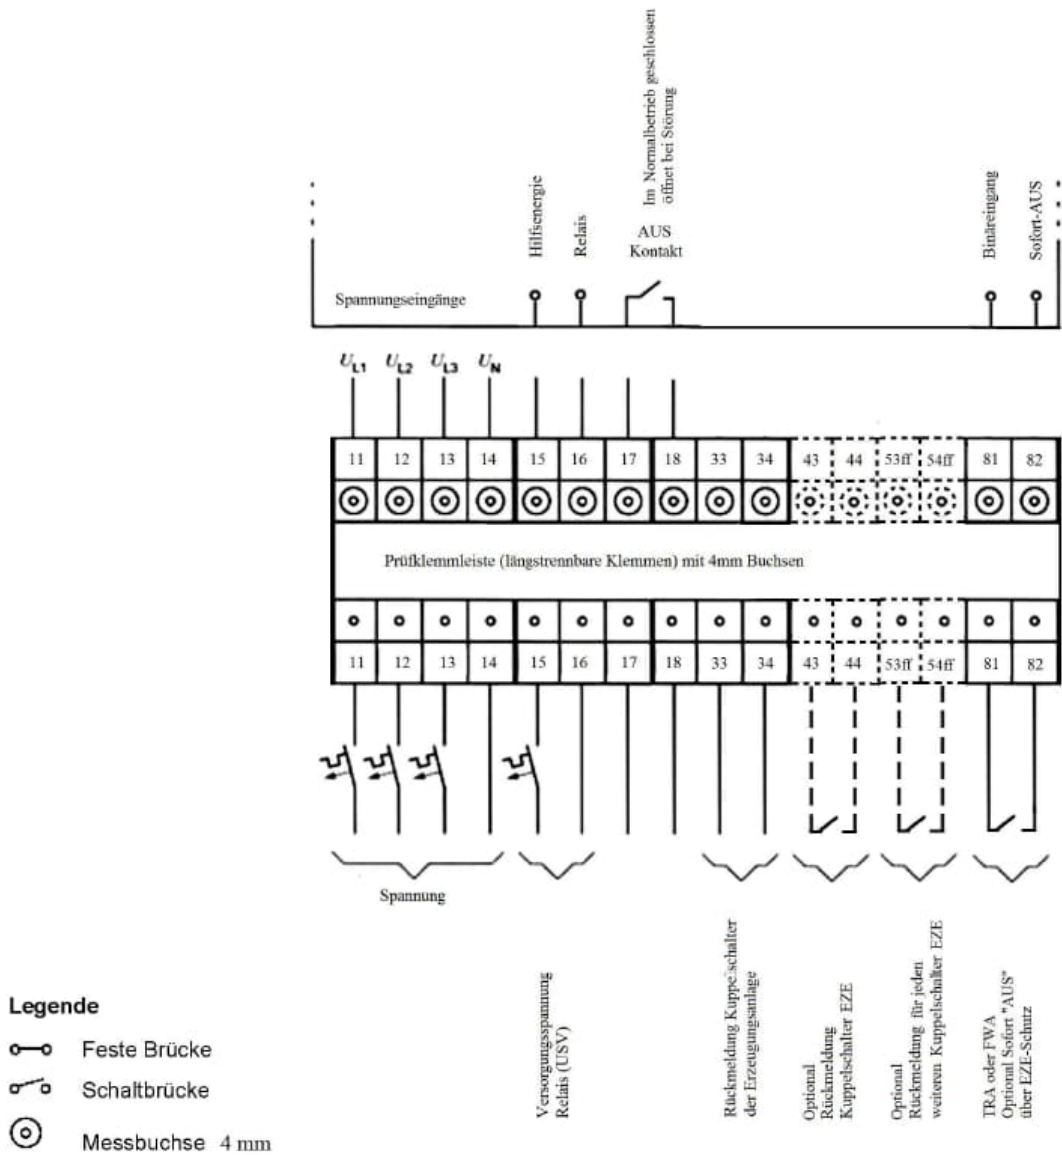 Im Normalbetrieb geschlossen
öffnet bei Störung
Hilfsenergie
Relais
AUS
Kontakt
Binäreingang
Sofort-AUS
Spannungseingänge
UL1 UL2 UL3 UN
11 12 13 14 15 16 17 18 33 34 43 44 53ff 54ff 81 82
Prüfklemmleiste (längstrennbare Klemmen) mit 4mm Buchsen
11 12 13 14 15 16 17 18 33 34 43 44 53ff 54ff 81 82
Spannung
Versorgungsspannung
Relais (USV)
Rückmeldung Kuppelschalter
der Erzeugungsanlage
Optional
Rückmeldung
Kuppelschalter EZE
Optional
Rückmeldung für jeden
weiteren Kuppelschalter EZE
TRA oder FWA
Optional Sofort "AUS"
über EZE-Schutz
Legende
Feste Brücke
Schaltbrücke
Messbuchse 4 mm